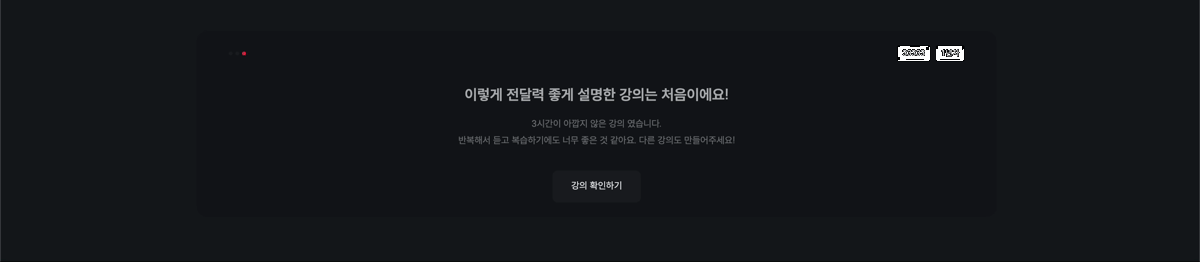 이렇게 전달력 좋게 설명한 강의는 처음이에요!
3시간이 아깝지 않은 강의 였습니다.
반복해서 듣고 복습하기에도 너무 좋은 것 같아요. 다른 강의도 만들어주세요!
강의 확인하기